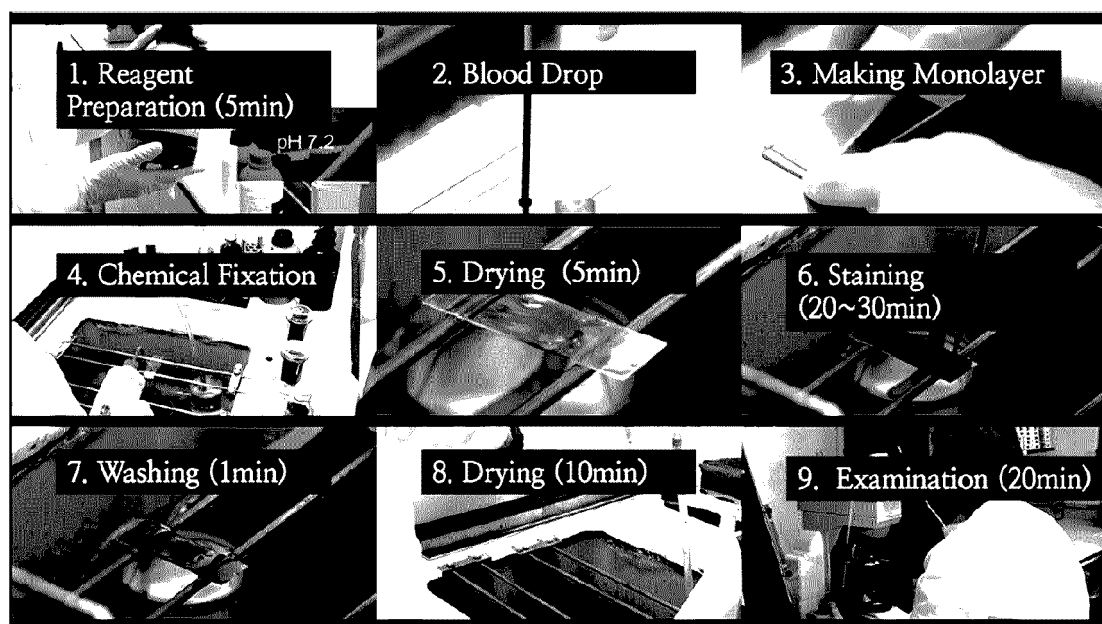 1. Reagent
Preparation (5min)
pH 7.2
2. Blood Drop
3. Making Monolayer
4. Chemical Fixation
5. Drying (5min)
6. Staining
(20~30min)
7. Washing (1min)
8. Drying (10min)
9. Examination (20min)